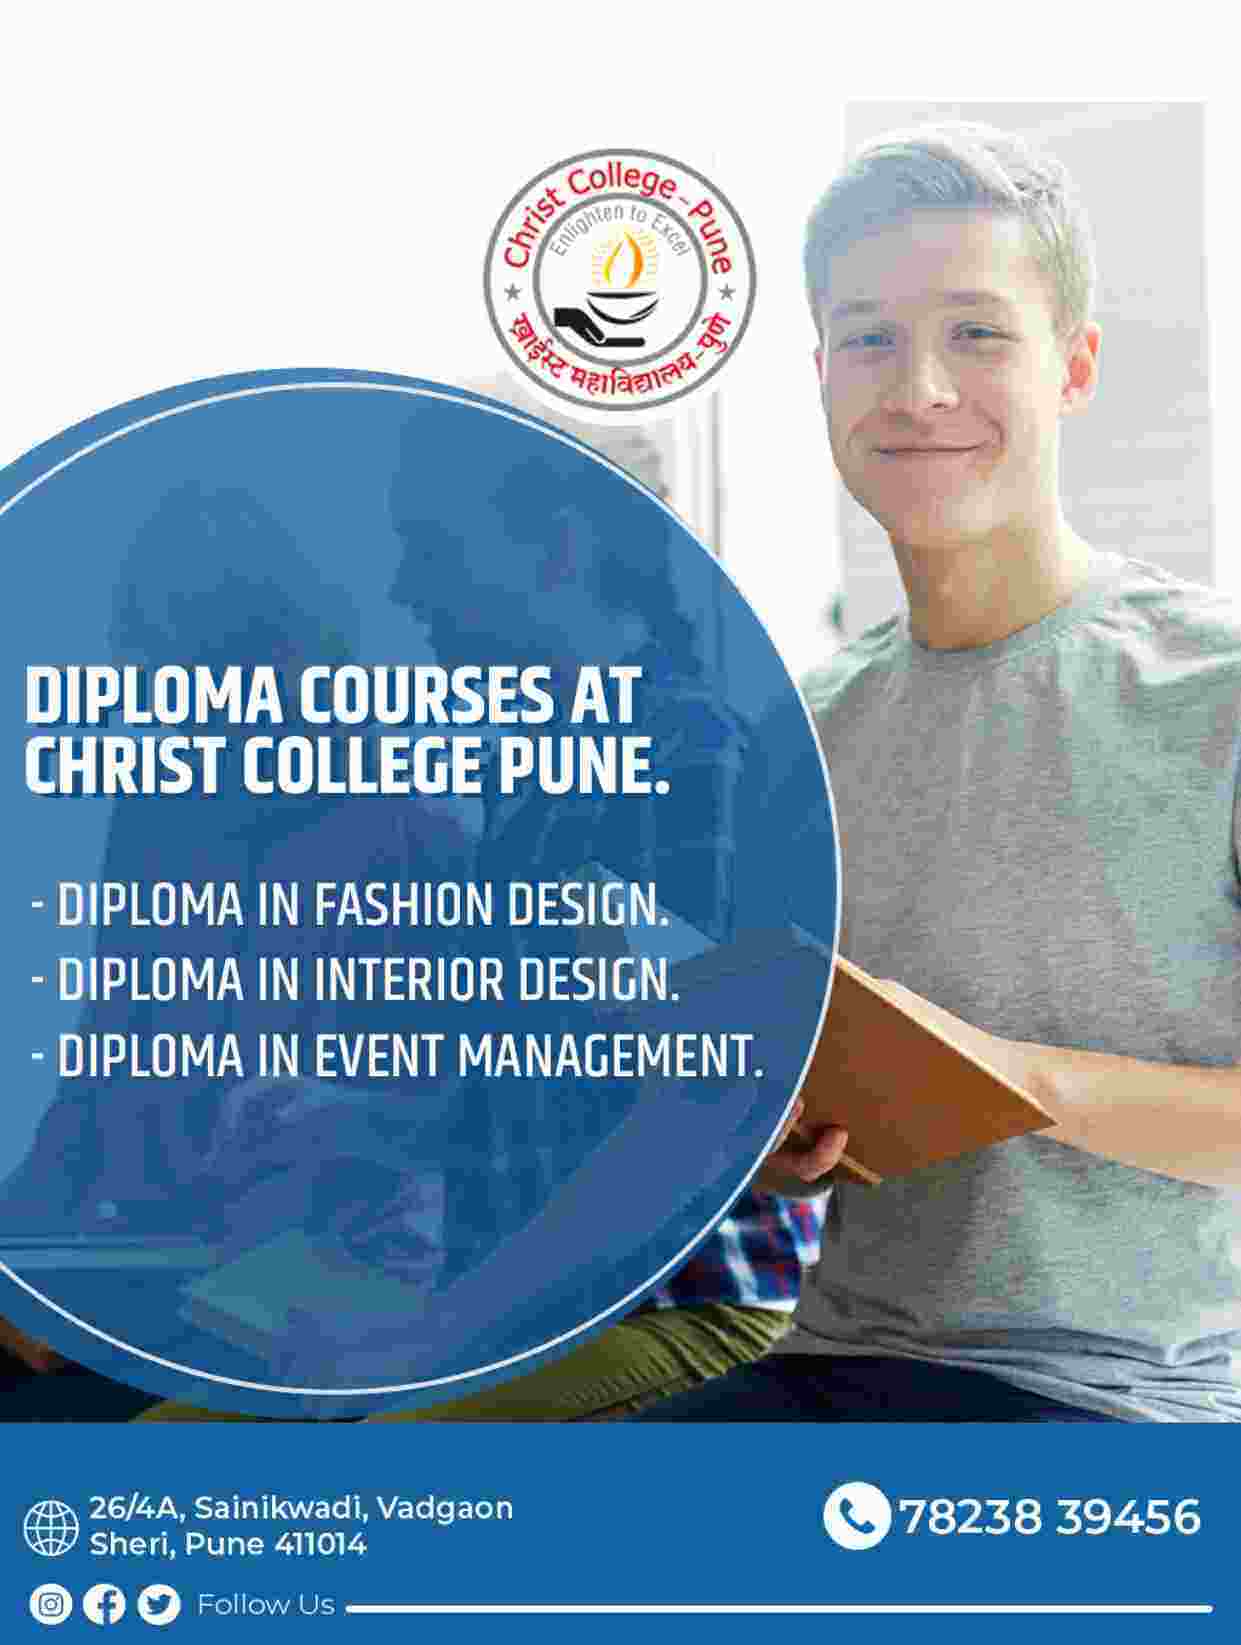 Christ College - Pune
Enlighten to Excel
ख्राईस्ट महाविद्यालय - पुणे
DIPLOMA COURSES AT
CHRIST COLLEGE PUNE.
- DIPLOMA IN FASHION DESIGN.
- DIPLOMA IN INTERIOR DESIGN.
- DIPLOMA IN EVENT MANAGEMENT.
26/4A, Sainikwadi, Vadgaon
Sheri, Pune 411014
78238 39456
Follow Us